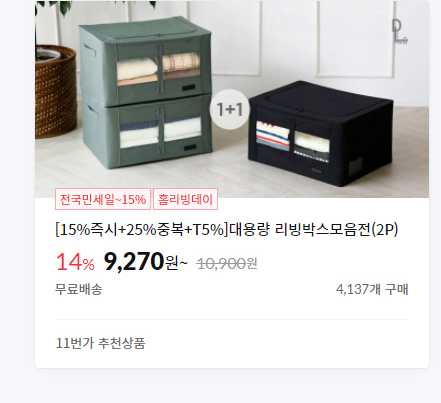 1+1
전국민세일~15% 홈리빙데이
[15%즉시+25%중복+T5%]대용량 리빙박스모음전(2P)
14% 9,270원~ 10,900원
무료배송 4,137개 구매
11번가 추천상품